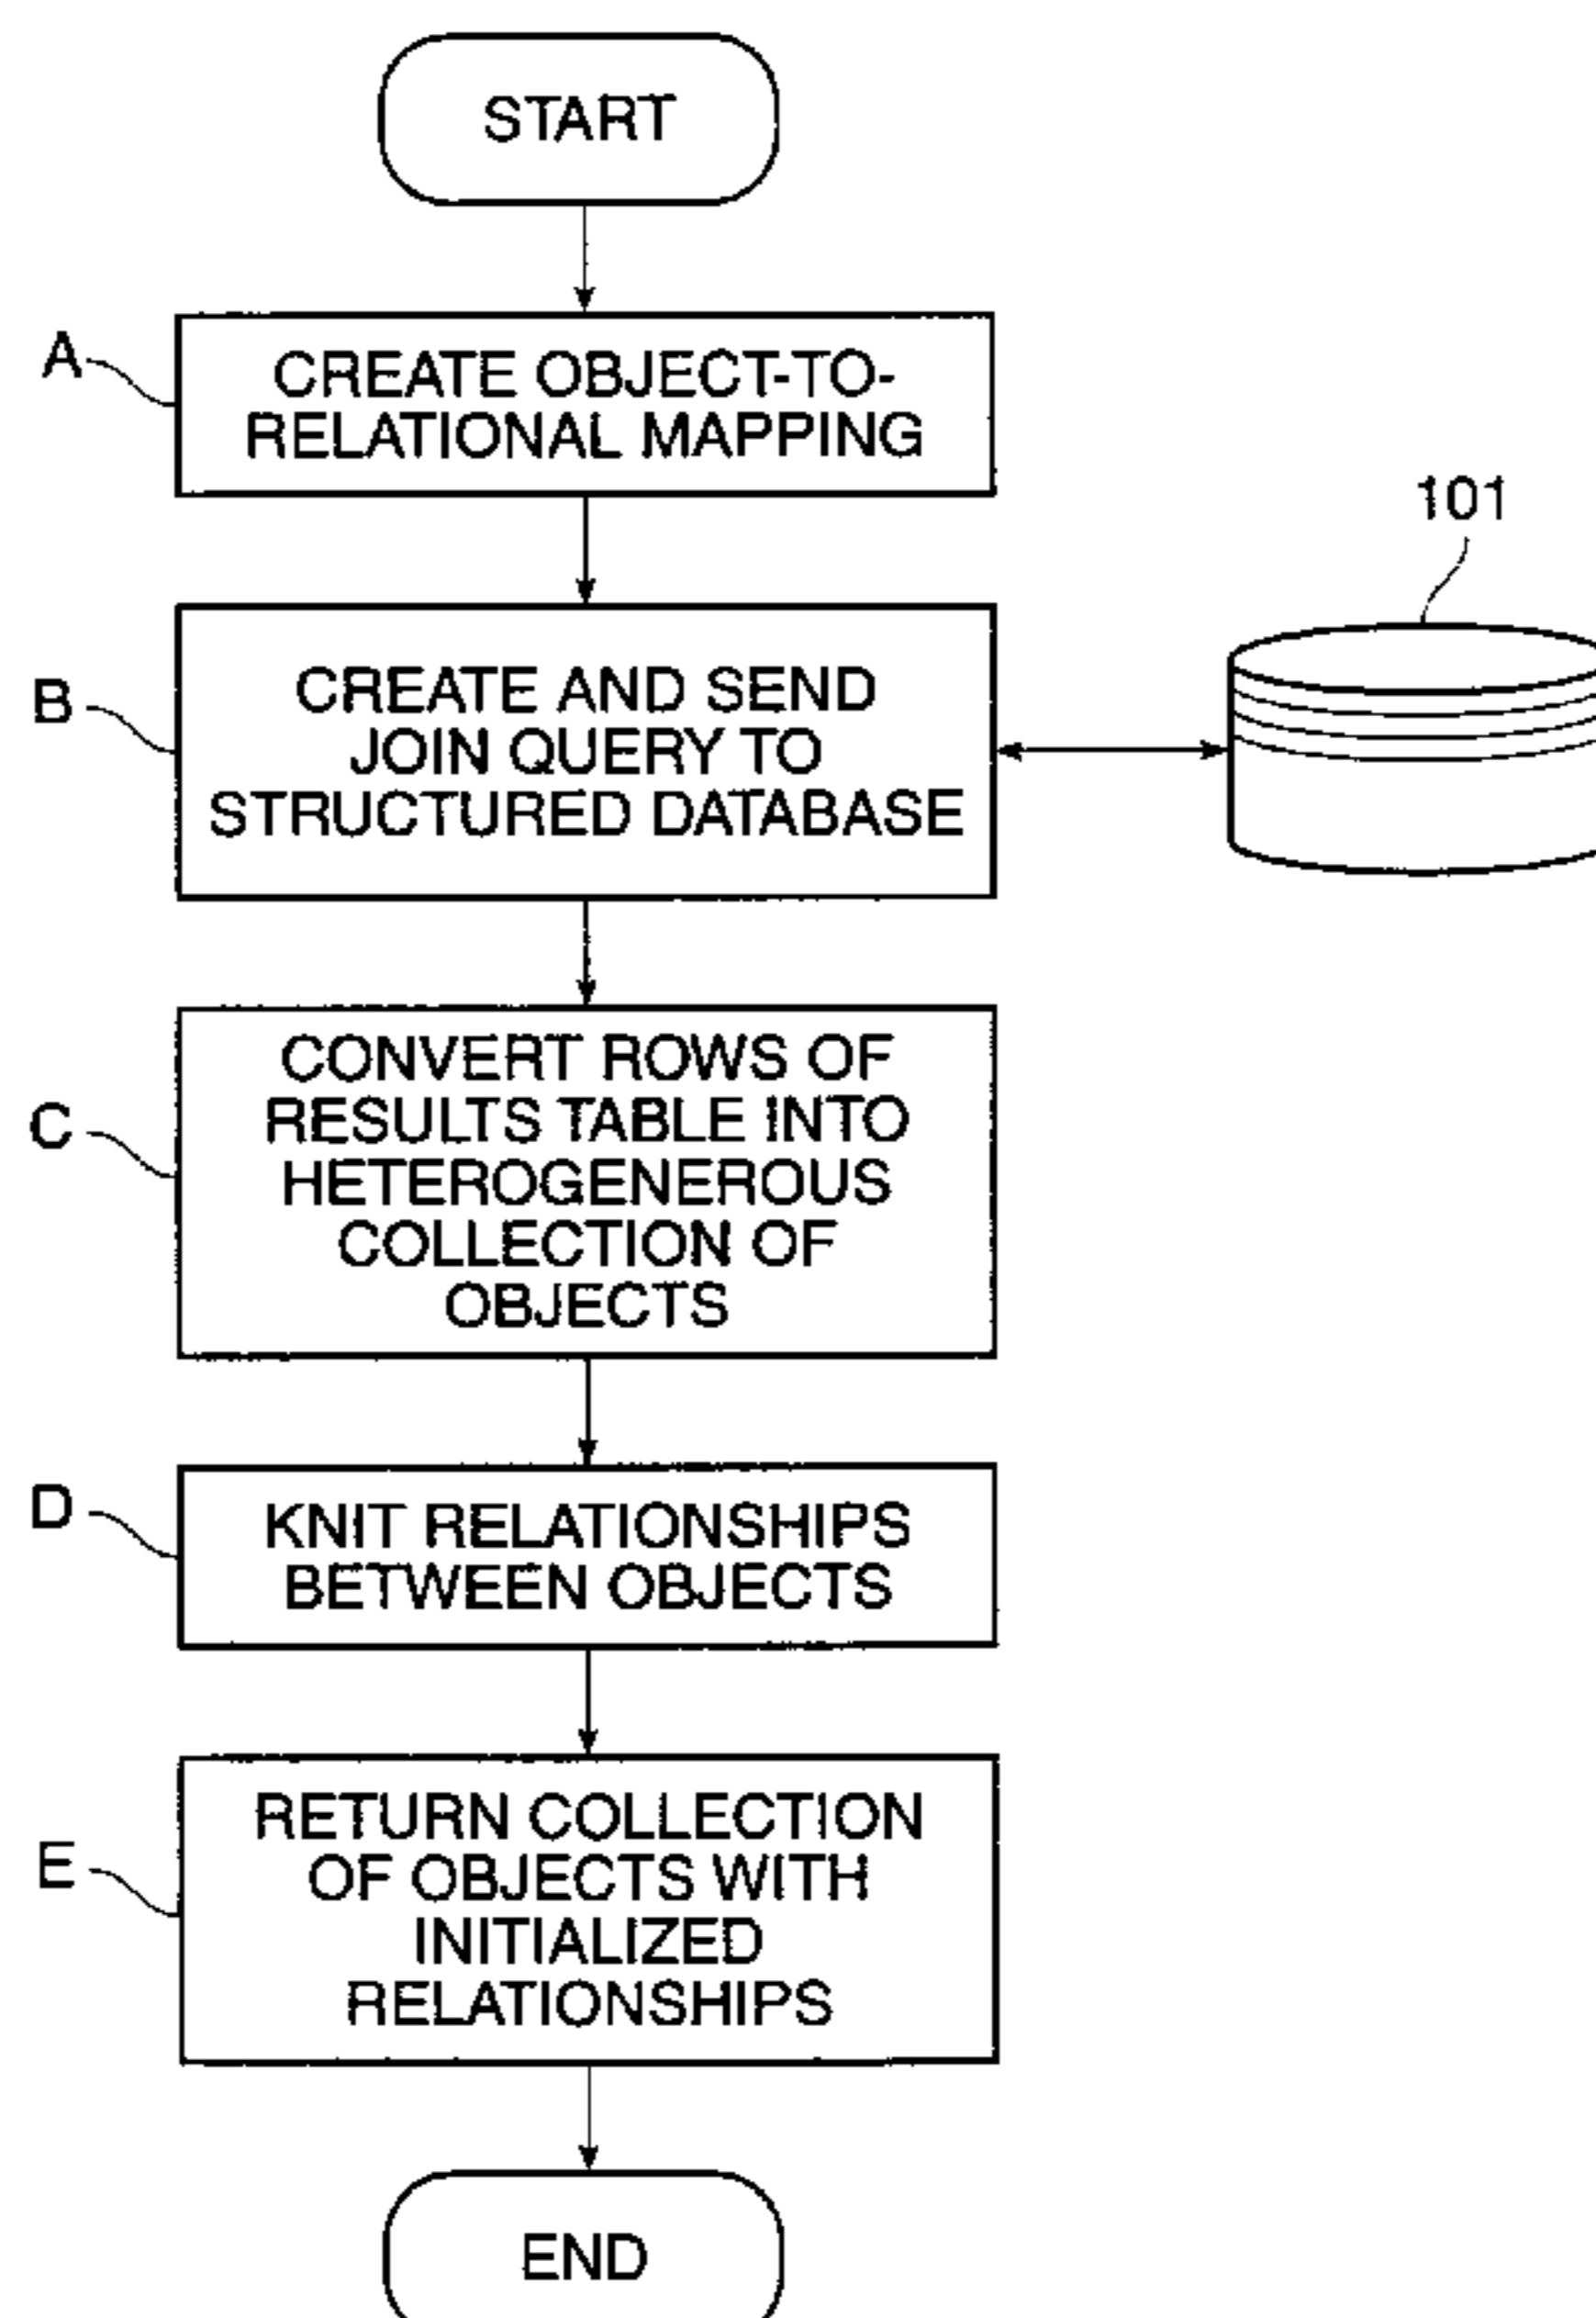 START
A
CREATE OBJECT-TO-
RELATIONAL MAPPING
101
B
CREATE AND SEND
JOIN QUERY TO
STRUCTURED DATABASE
C
CONVERT ROWS OF
RESULTS TABLE INTO
HETEROGENEROUS
COLLECTION OF
OBJECTS
D
KNIT RELATIONSHIPS
BETWEEN OBJECTS
E
RETURN COLLECTION
OF OBJECTS WITH
INITIALIZED
RELATIONSHIPS
END